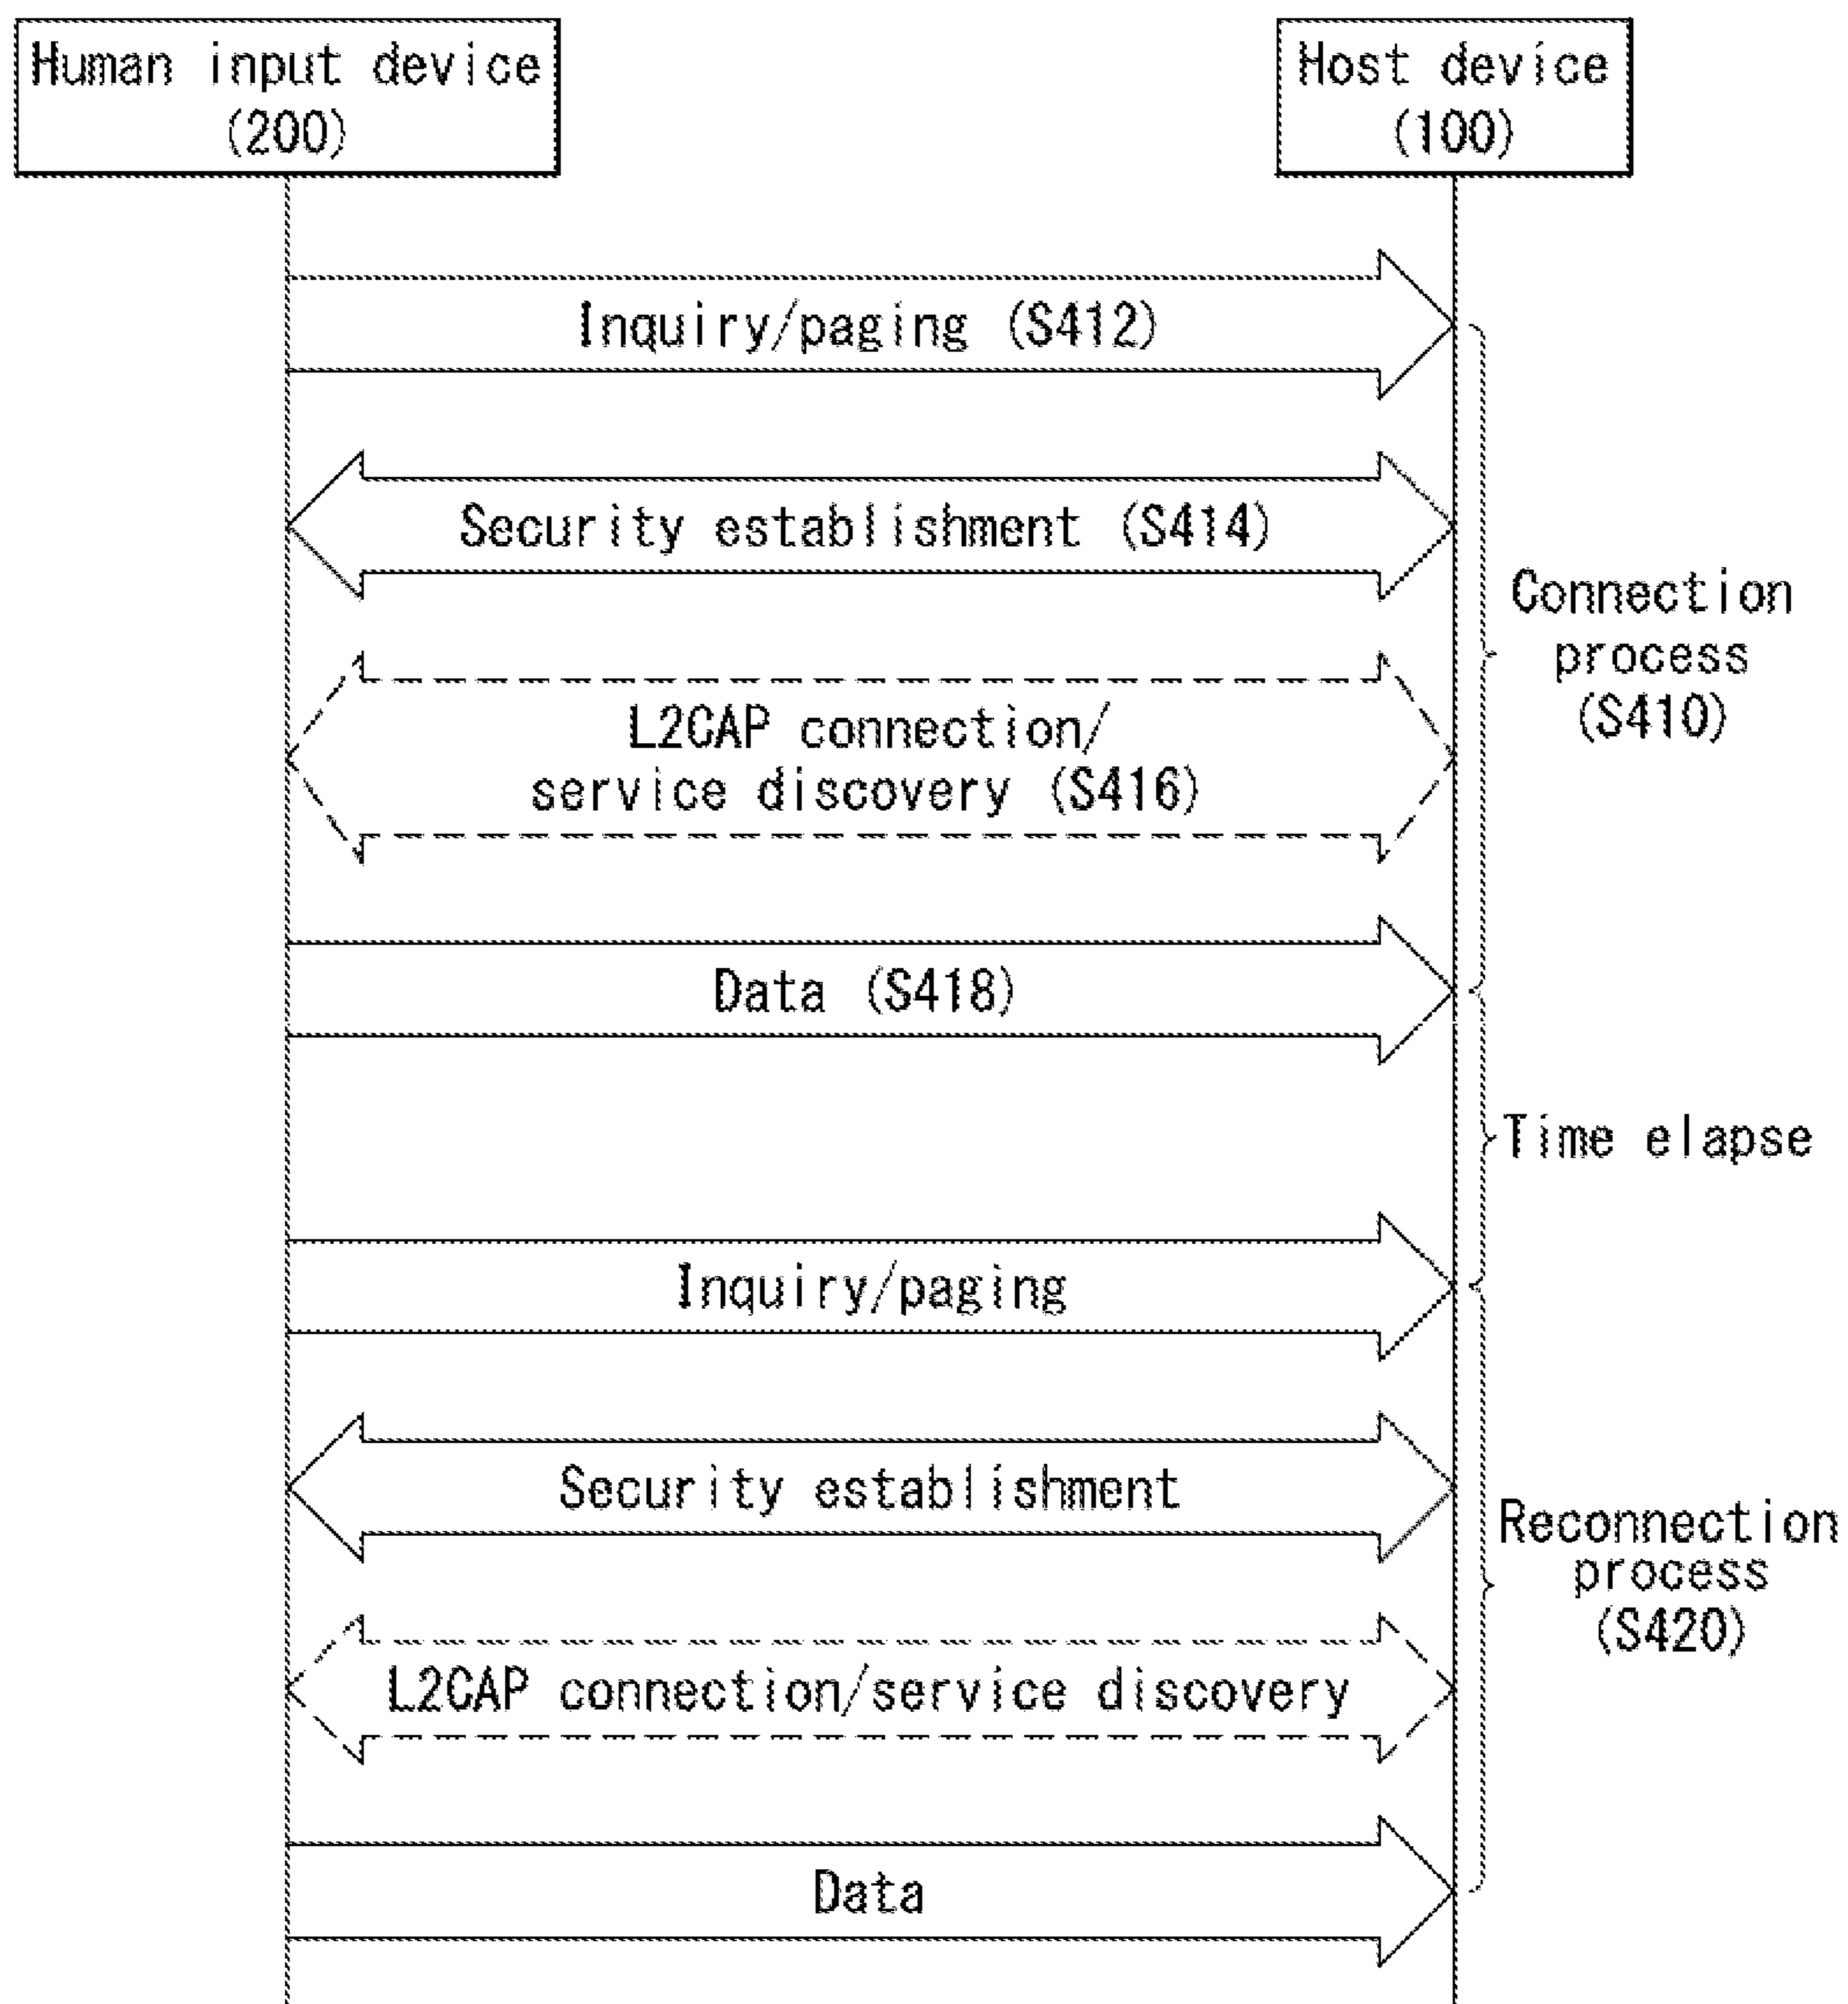 Human input device
(200)
Host device
(100)
Inquiry/paging (S412)
Security establishment (S414)
L2CAP connection/
service discovery (S416)
Connection
process
(S410)
Data (S418)
Time elapse
Inquiry/paging
Security establishment
Reconnection
process
(S420)
L2CAP connection/service discovery
Data